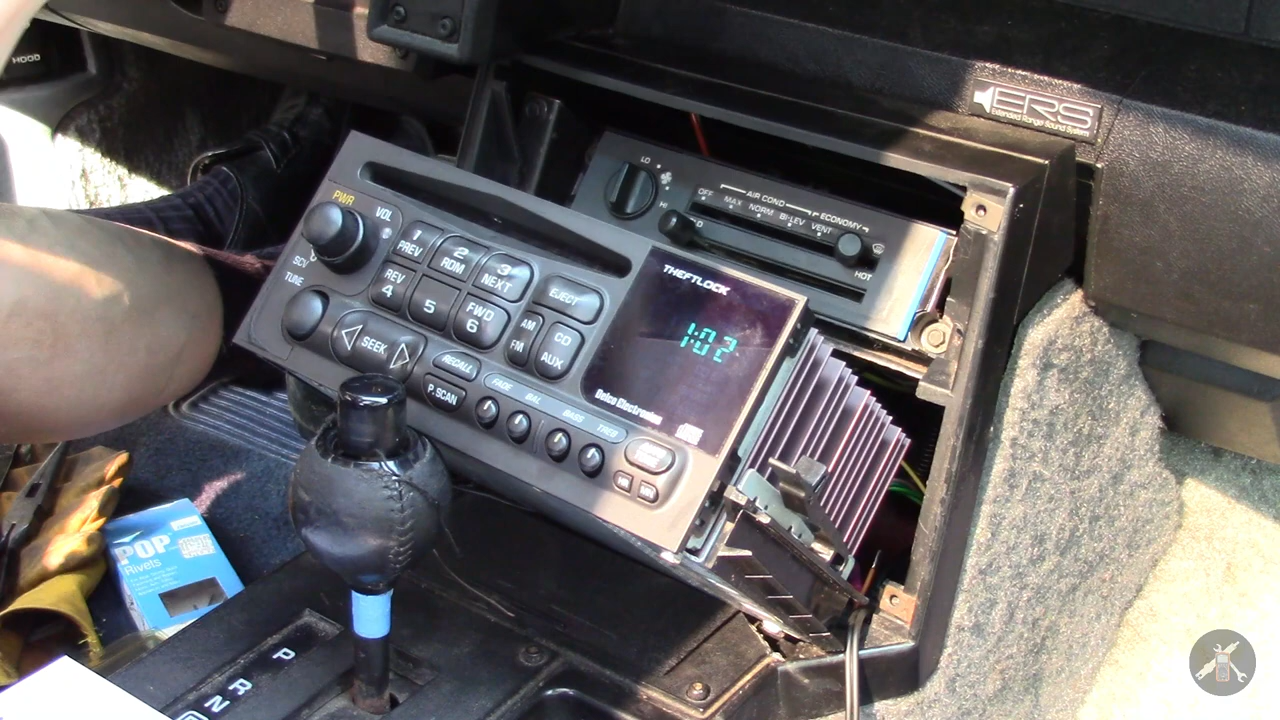 HOOD
ERS
Extended Range Sound System
LO
HI
OFF
AIR COND
MAX
NORM
BI-LEV
ECONOMY
VENT
HOT
PWR
VOL
TUNE
1
PREV
2
RDM
3
NEXT
EJECT
REV
4
5
FWD
6
AM
FM
CD
AUX
SEEK
RECALL
P.SCAN
FADE
BAL
BASS
TREB
THEFTLOCK
1:02
Delco Electronics
HR
MN
POP
Rivets
P
R
N